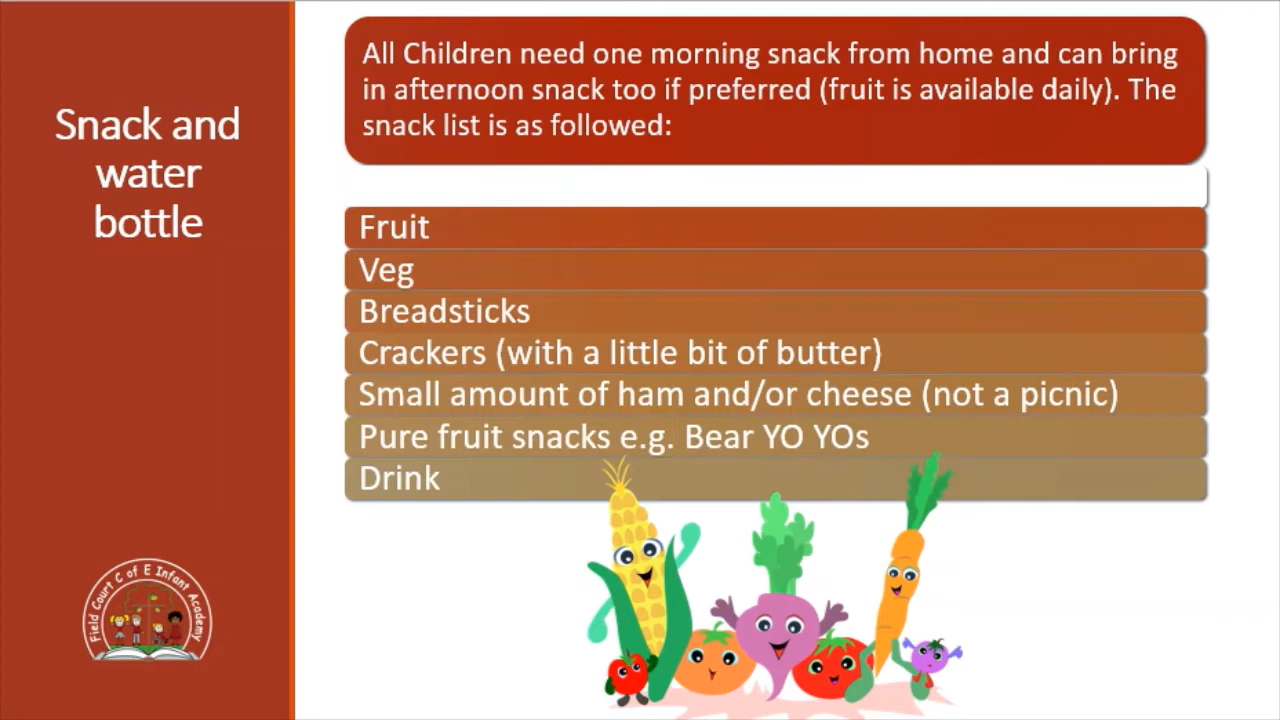 Snack and
water
bottle
All Children need one morning snack from home and can bring
in afternoon snack too if preferred (fruit is available daily). The
snack list is as followed:
Fruit
Veg
Breadsticks
Crackers (with a little bit of butter)
Small amount of ham and/or cheese (not a picnic)
Pure fruit snacks e.g. Bear YO YOs
Drink
Field Court C of E Infant Academy